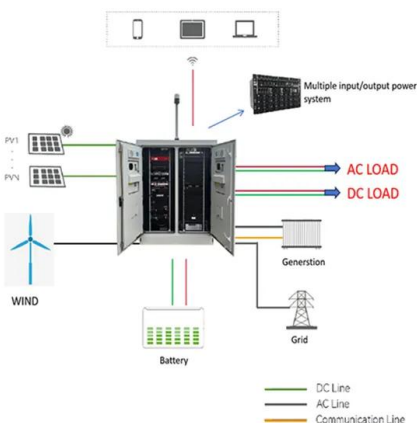 Multiple input/output power
system
PV1
PVN
AC LOAD
DC LOAD
WIND
Generstion
Grid
Battery
DC Line
AC Line
Communication Line